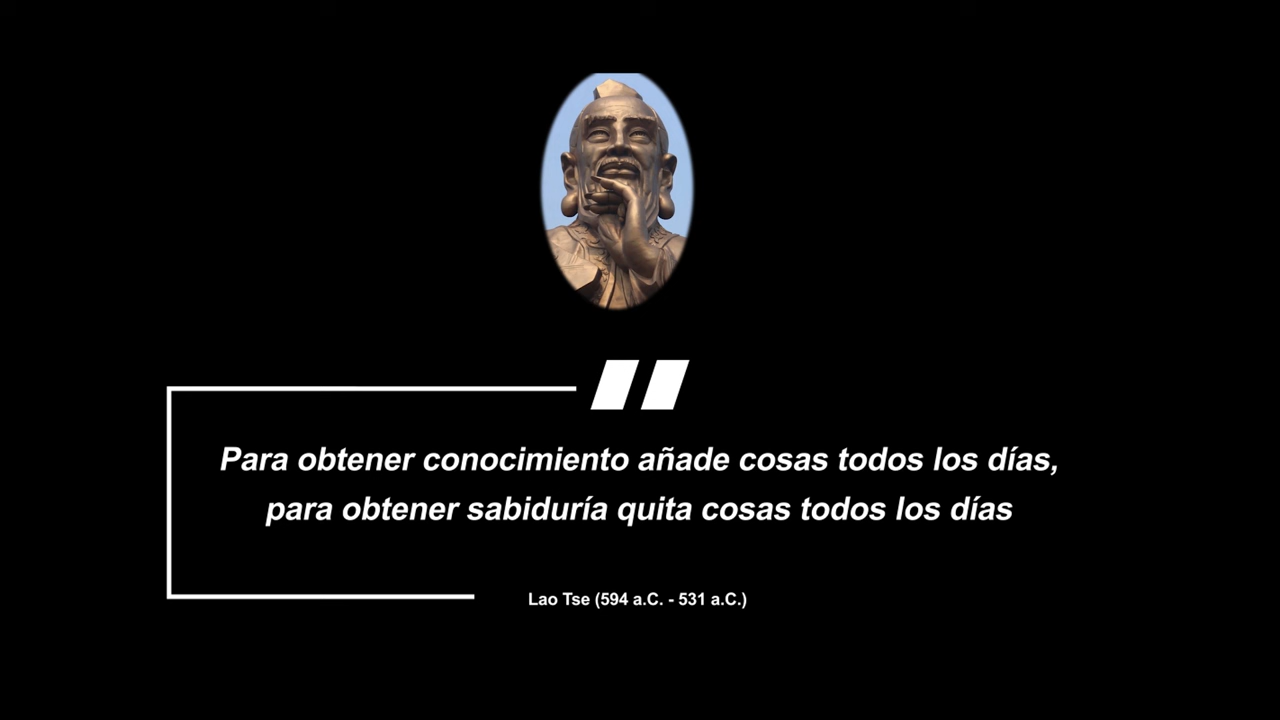 Para obtener conocimiento añade cosas todos los días,
para obtener sabiduría quita cosas todos los días
Lao Tse (594 a.C. - 531 a.C.)